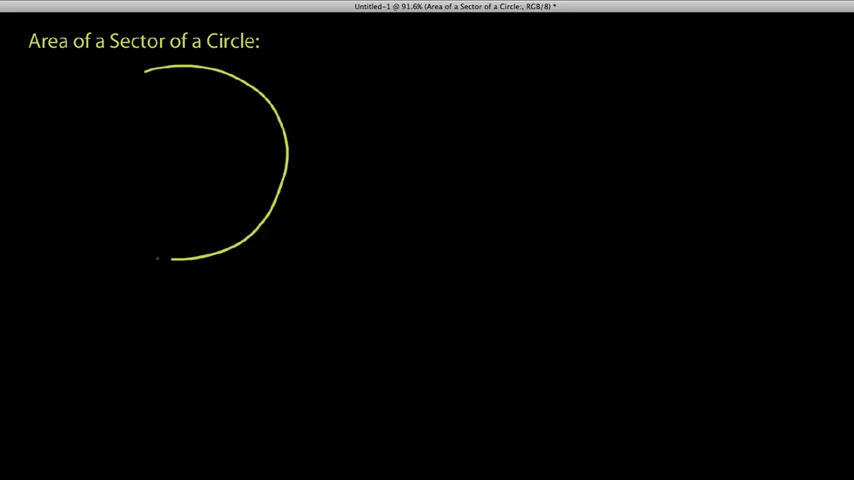 Untitled-1 @ 91.6% (Area of a Sector of a Circle:, RGB/8) *
Area of a Sector of a Circle: